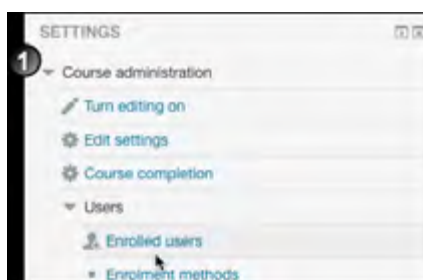 SETTINGS
1
Course administration
Turn editing on
Edit settings
Course completion
Users
Enrolled users
Enrolment methods